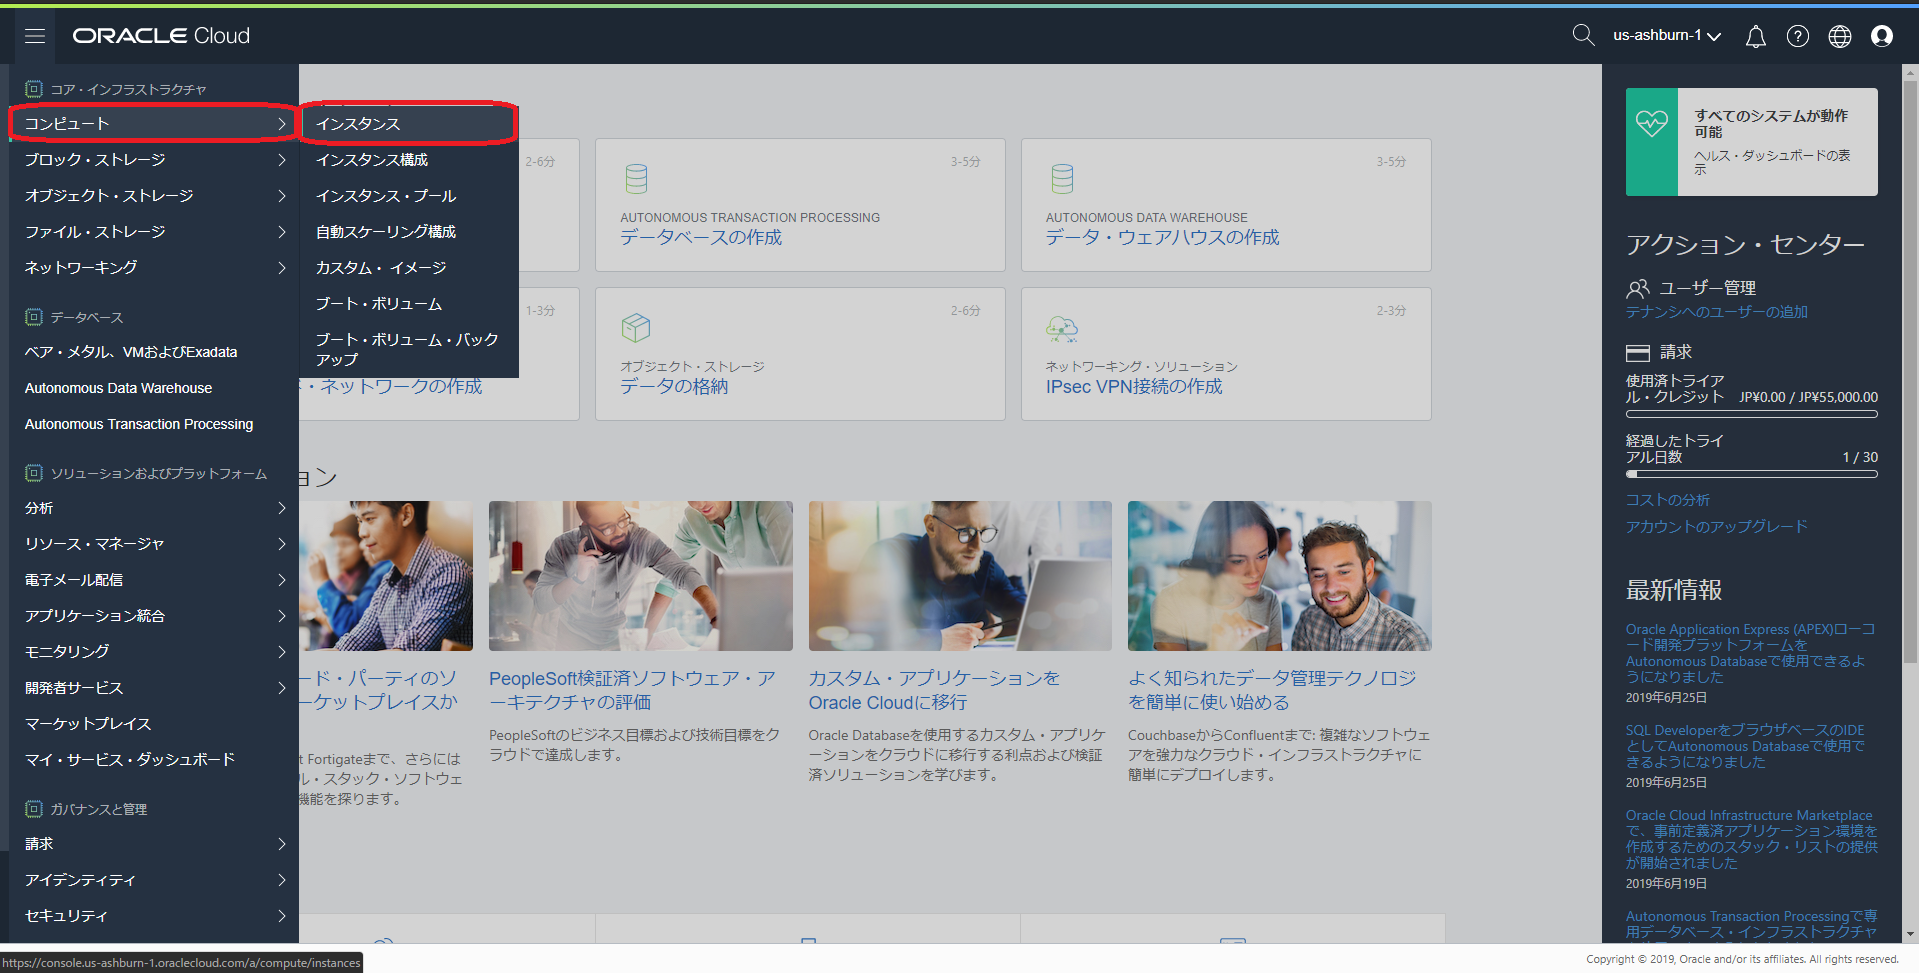 ORACLE Cloud
us-ashburn-1
コア・インフラストラクチャ
コンピュート
ブロック・ストレージ
オブジェクト・ストレージ
ファイル・ストレージ
ネットワーキング
データベース
ベア・メタル、VMおよびExadata
Autonomous Data Warehouse
Autonomous Transaction Processing
ソリューションおよびプラットフォーム
分析
リソース・マネージャ
電子メール配信
アプリケーション統合
モニタリング
開発者サービス
マーケットプレイス
マイ・サービス・ダッシュボード
ガバナンスと管理
請求
アイデンティティ
セキュリティ
インスタンス
インスタンス構成
インスタンス・プール
自動スケーリング構成
カスタム・イメージ
ブート・ボリューム
ブート・ボリューム・バック
アップ
2-6分
3-5分
AUTONOMOUS TRANSACTION PROCESSING
データベースの作成
3-5分
AUTONOMOUS DATA WAREHOUSE
データ・ウェアハウスの作成
1-3分
・ネットワークの作成
2-6分
オブジェクト・ストレージ
データの格納
2-3分
ネットワーキング・ソリューション
IPsec VPN接続の作成
ョン
ード・パーティのソ
ーケットプレイスか
t Fortigateまで、さらには
ル・スタック・ソフトウェ
機能を探ります。
PeopleSoft検証済ソフトウェア・ア
ーキテクチャの評価
PeopleSoftのビジネス目標および技術目標をク
ラウドで達成します。
カスタム・アプリケーションを
Oracle Cloudに移行
Oracle Databaseを使用するカスタム・アプリケ
ーションをクラウドに移行する利点および検証
済ソリューションを学びます。
よく知られたデータ管理テクノロジ
を簡単に使い始める
CouchbaseからConfluentまで: 複雑なソフトウェ
アを強力なクラウド・インフラストラクチャに
簡単にデプロイします。
すべてのシステムが動作
可能
ヘルス・ダッシュボードの表
示
アクション・センター
ユーザー管理
テナンシへのユーザーの追加
請求
使用済トライア
ル・クレジット JP¥0.00 / JP¥55,000.00
経過したトライ
アル日数 1 / 30
コストの分析
アカウントのアップグレード
最新情報
Oracle Application Express (APEX)ローコ
ード開発プラットフォームを
Autonomous Databaseで使用できるよ
うになりました
2019年6月25日
SQL DeveloperをブラウザベースのIDE
としてAutonomous Databaseで使用で
きるようになりました
2019年6月25日
Oracle Cloud Infrastructure Marketplace
で、事前定義済アプリケーション環境を
作成するためのスタック・リストの提供
が開始されました
2019年6月19日
Autonomous Transaction Processingで専
用データベース・インフラストラクチャ
https://console.us-ashburn-1.oraclecloud.com/a/compute/instances
Copyright © 2019, Oracle and/or its affiliates. All rights reserved.